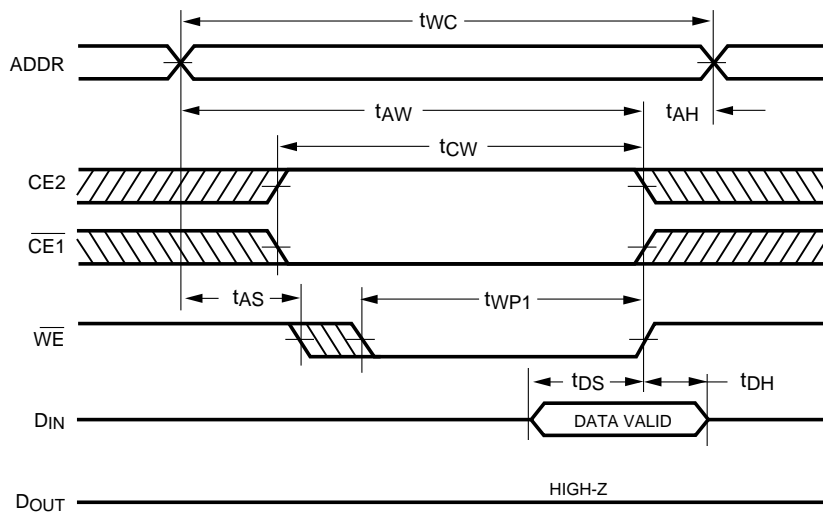 tWC
ADDR
tAW
tAH
tCW
CE2
CE1
tAS
tWP1
WE
tDS
tDH
DIN
DATA VALID
HIGH-Z
DOUT